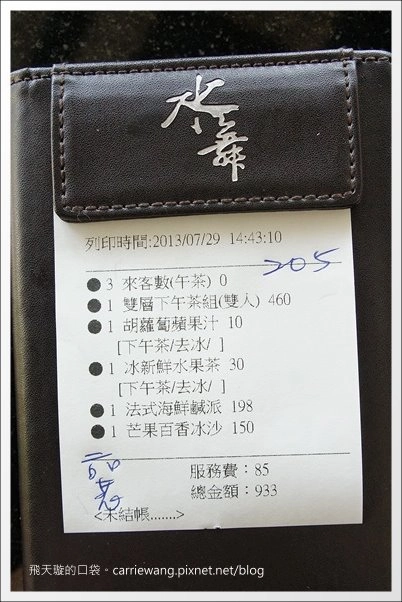 水舞
列印時間:2013/07/29 14:43:10
205
● 3 來客數(午茶) 0
● 1 雙層下午茶組(雙人) 460
● 1 胡蘿蔔蘋果汁 10
[下午茶/去冰/ ]
● 1 冰新鮮水果茶 30
[下午茶/去冰/ ]
● 1 法式海鮮鹹派 198
● 1 芒果百香冰沙 150
服務費：85
總金額：933
<未結帳.......>
飛天璇的口袋。carriewang.pixnet.net/blog